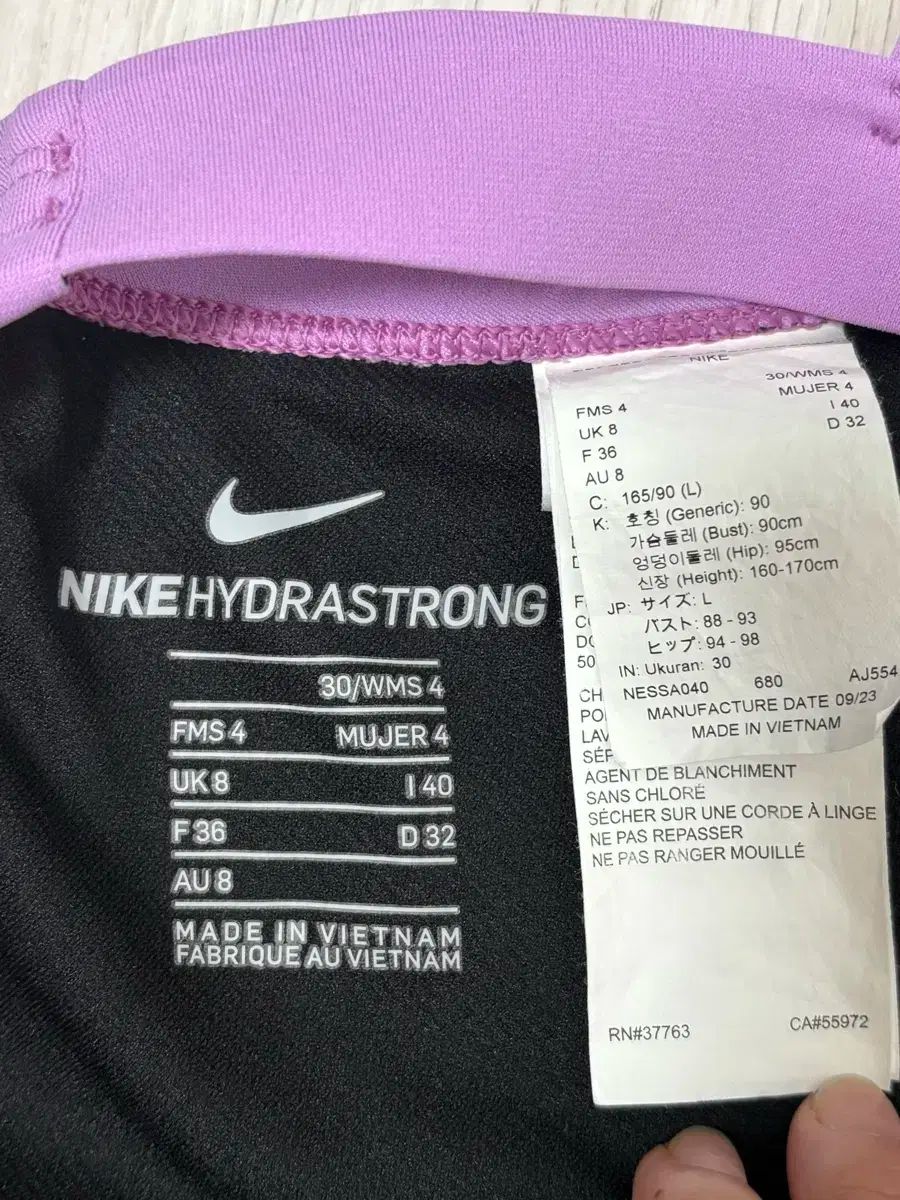 NIKE HYDRASTRONG
30/WMS 4
FMS 4 MUJER 4
UK 8 I 40
F 36 D 32
AU 8
MADE IN VIETNAM
FABRIQUE AU VIETNAM
NIKE
30/WMS 4
FMS 4 MUJER 4
UK 8 I 40
F 36 D 32
AU 8
C: 165/90 (L)
K: 호칭 (Generic): 90
가슴둘레 (Bust): 90cm
엉덩이둘레 (Hip): 95cm
신장 (Height): 160-170cm
JP: サイズ: L
バスト: 88 - 93
ヒップ: 94 - 98
IN: Ukuran: 30
NESSA040 680 AJ554
MANUFACTURE DATE 09/23
MADE IN VIETNAM
AGENT DE BLANCHIMENT
SANS CHLORÉ
SÉCHER SUR UNE CORDE À LINGE
NE PAS REPASSER
NE PAS RANGER MOUILLÉ
RN#37763 CA#55972